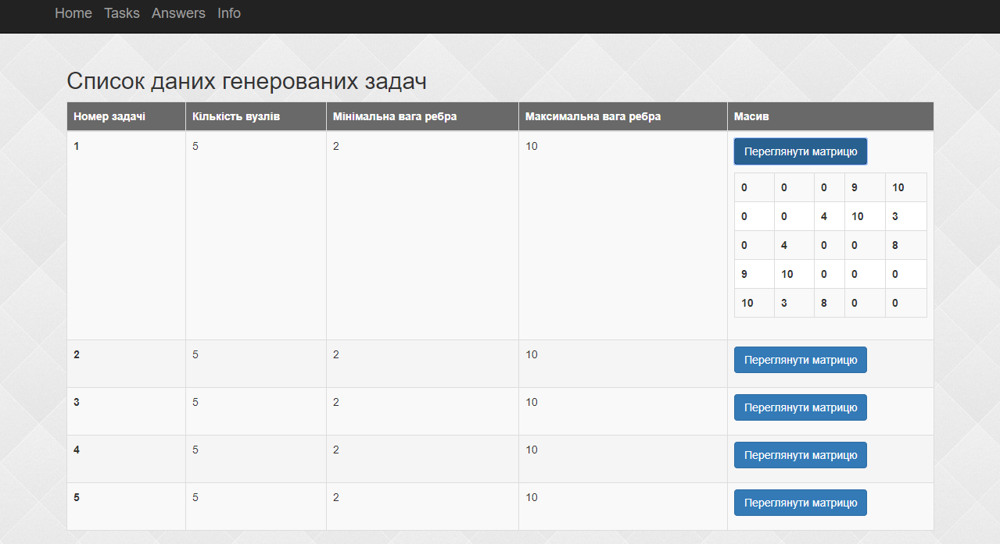 Home Tasks Answers Info
Список даних генерованих задач
Номер задачі Кількість вузлів Мінімальна вага ребра Максимальна вага ребра Масив
1 5 2 10 Переглянути матрицю
0 0 0 9 10
0 0 4 10 3
0 4 0 0 8
9 10 0 0 0
10 3 8 0 0
2 5 2 10 Переглянути матрицю
3 5 2 10 Переглянути матрицю
4 5 2 10 Переглянути матрицю
5 5 2 10 Переглянути матрицю